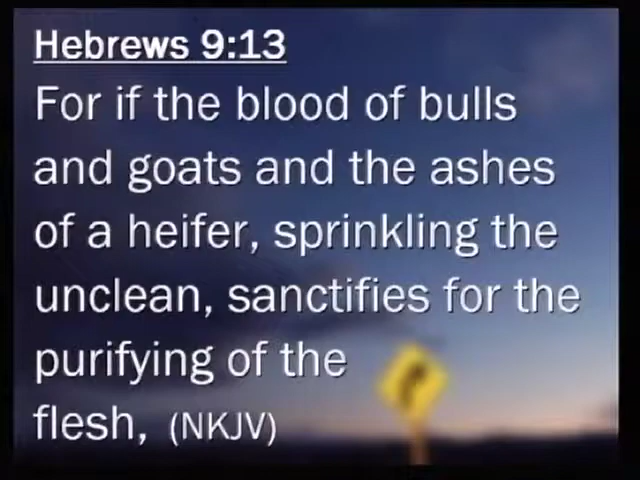 Hebrews 9:13
For if the blood of bulls
and goats and the ashes
of a heifer, sprinkling the
unclean, sanctifies for the
purifying of the
flesh, (NKJV)